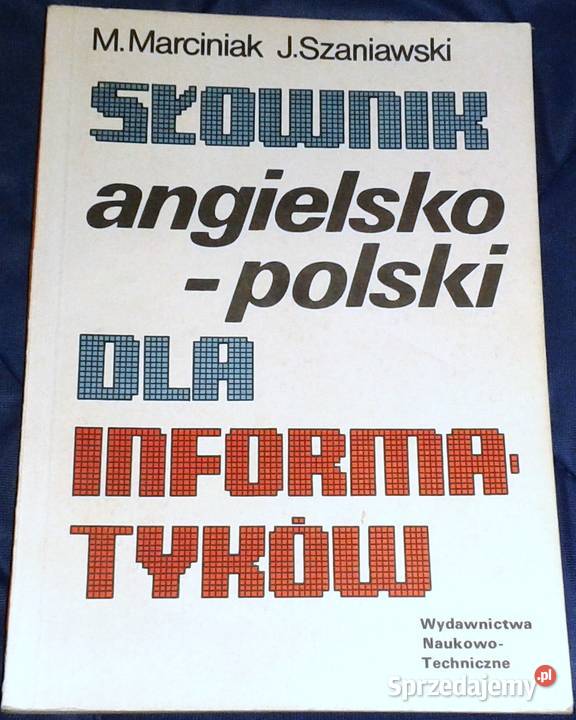 M. Marciniak J. Szaniawski
SŁOWNIK
angielsko
-polski
DLA
INFORMA-
TYKÓW
Wydawnictwa
Naukowo-
Techniczne
Sprzedajemy.pl